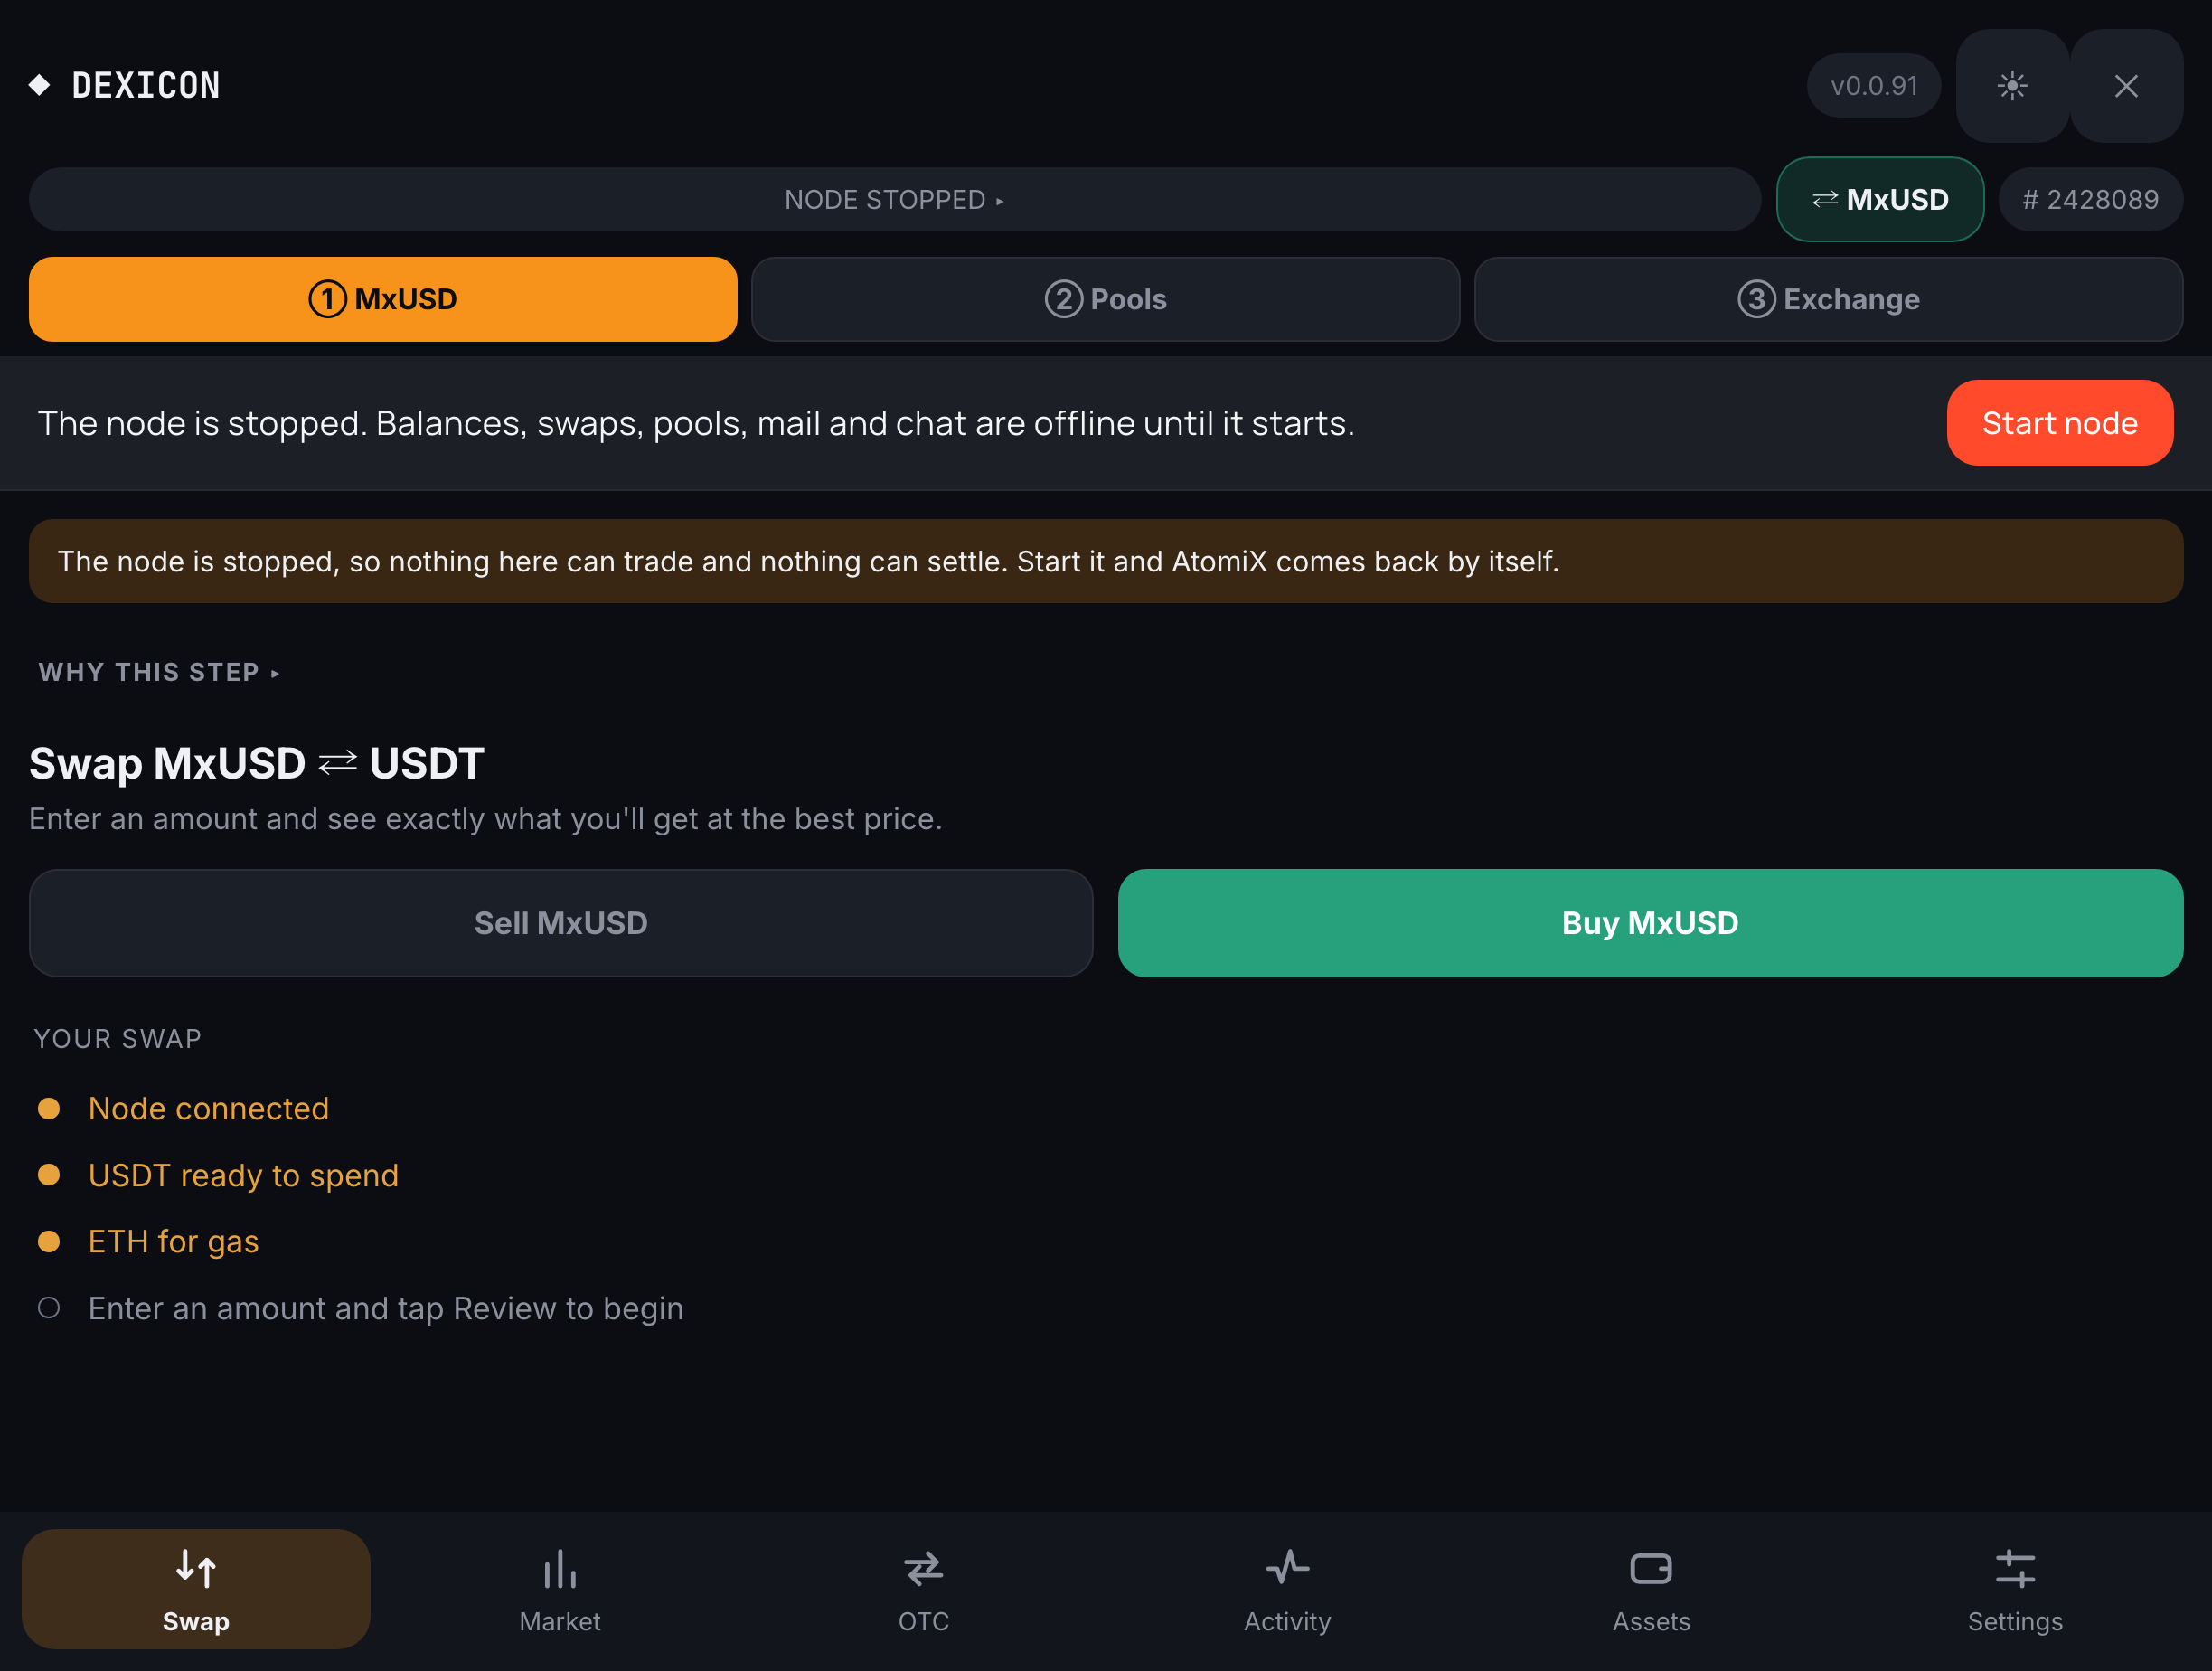 ◆ DEXICON
v0.0.91
NODE STOPPED ▸
⇄ MxUSD
# 2428089
① MxUSD
② Pools
③ Exchange
The node is stopped. Balances, swaps, pools, mail and chat are offline until it starts.
Start node
The node is stopped, so nothing here can trade and nothing can settle. Start it and AtomiX comes back by itself.
WHY THIS STEP ▸
Swap MxUSD ⇄ USDT
Enter an amount and see exactly what you'll get at the best price.
Sell MxUSD
Buy MxUSD
YOUR SWAP
Node connected
USDT ready to spend
ETH for gas
Enter an amount and tap Review to begin
Swap
Market
OTC
Activity
Assets
Settings